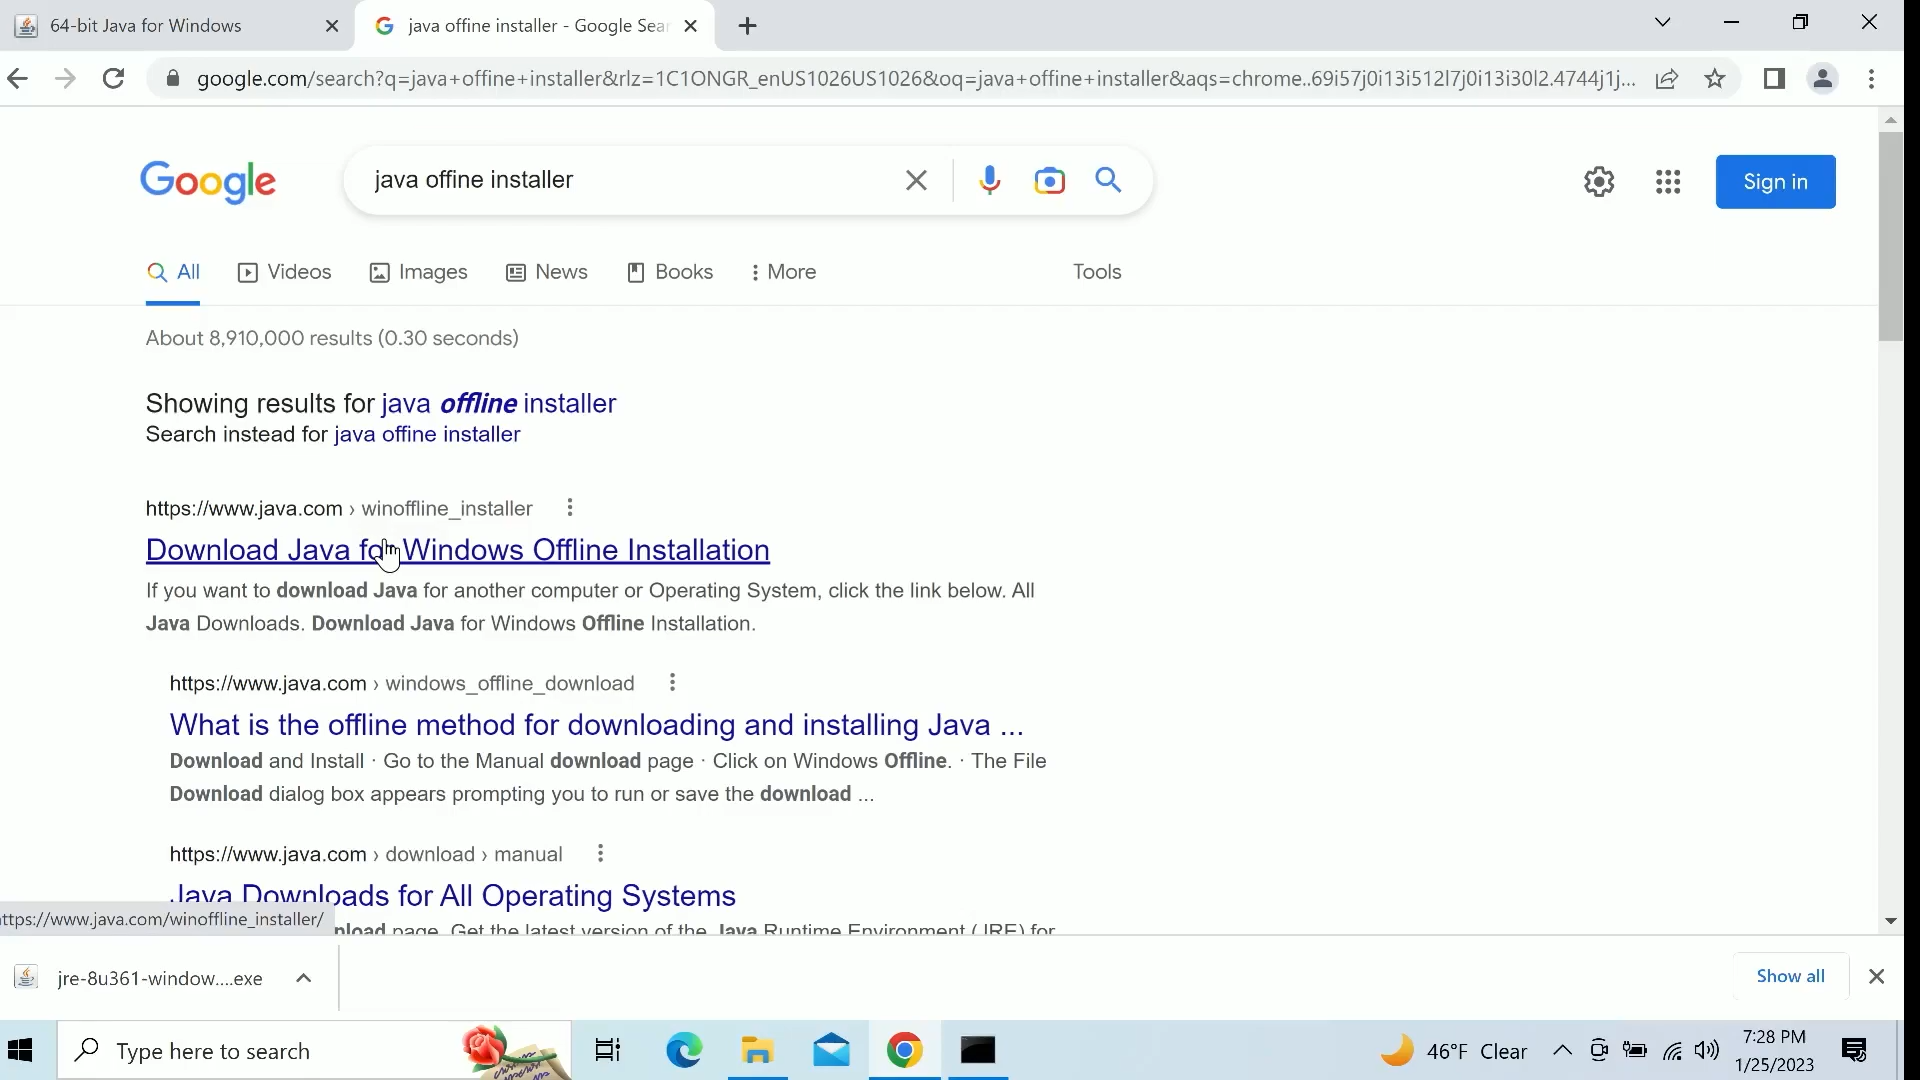 64-bit Java for Windows
java offine installer - Google Sear
google.com/search?q=java+offine+installer&rlz=1C1ONGR_enUS1026US1026&oq=java+offine+installer&aqs=chrome..69i57j0i13i512l7j0i13i30l2.4744j1j...
Google
java offine installer
Sign in
All
Videos
Images
News
Books
More
Tools
About 8,910,000 results (0.30 seconds)
Showing results for java offline installer
Search instead for java offine installer
https://www.java.com › winoffline_installer
Download Java for Windows Offline Installation
If you want to download Java for another computer or Operating System, click the link below. All
Java Downloads. Download Java for Windows Offline Installation.
https://www.java.com › windows_offline_download
What is the offline method for downloading and installing Java ...
Download and Install · Go to the Manual download page · Click on Windows Offline. · The File
Download dialog box appears prompting you to run or save the download ...
https://www.java.com › download › manual
Java Downloads for All Operating Systems
nload page. Get the latest version of the Java Runtime Environment (JRE) for
ttps://www.java.com/winoffline_installer/
jre-8u361-window....exe
Show all
Type here to search
46°F Clear
7:28 PM
1/25/2023